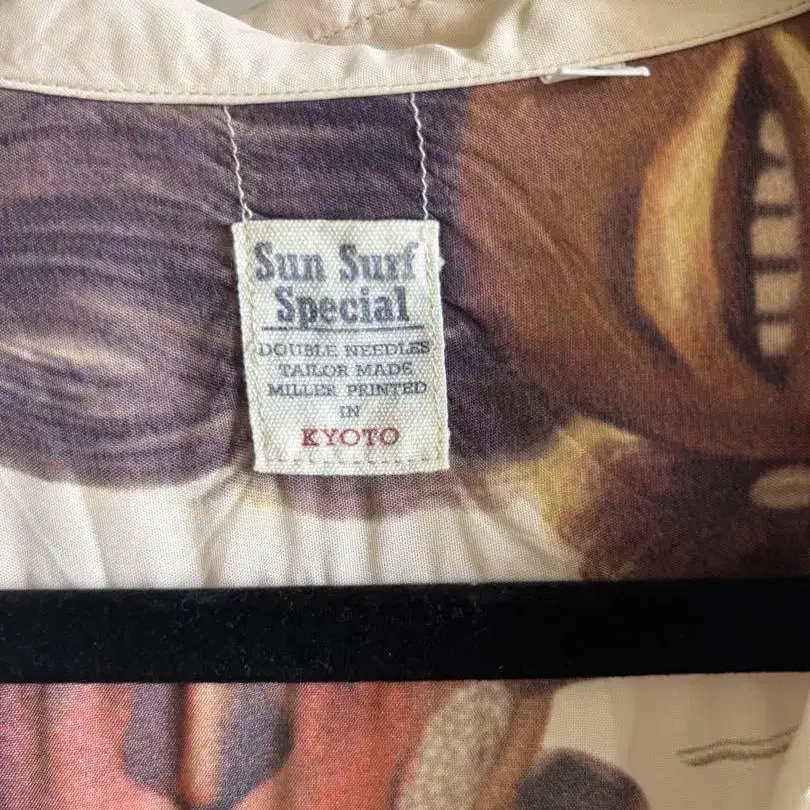 Sun Surf
Special
DOUBLE NEEDLES
TAILOR MADE
MILLER PRINTED
IN
KYOTO